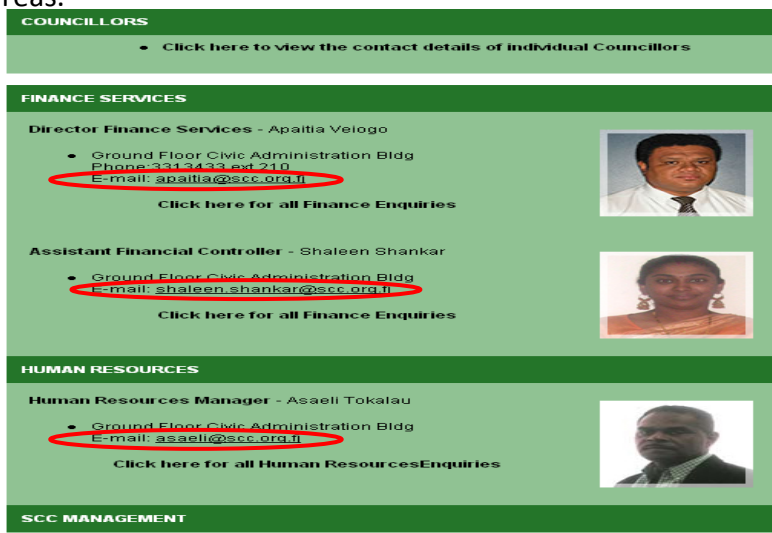 reas.
COUNCILLORS
• Click here to view the contact details of individual Councillors
FINANCE SERVICES
Director Finance Services - Apaitia Veiogo
• Ground Floor Civic Administration Bldg
Phone:3313433 ext 210
E-mail: apaitia@scc.org.fj
Click here for all Finance Enquiries
Assistant Financial Controller - Shaleen Shankar
• Ground Floor Civic Administration Bldg
E-mail: shaleen.shankar@scc.org.fj
Click here for all Finance Enquiries
HUMAN RESOURCES
Human Resources Manager - Asaeli Tokalau
• Ground Floor Civic Administration Bldg
E-mail: asaeli@scc.org.fj
Click here for all Human ResourcesEnquiries
SCC MANAGEMENT